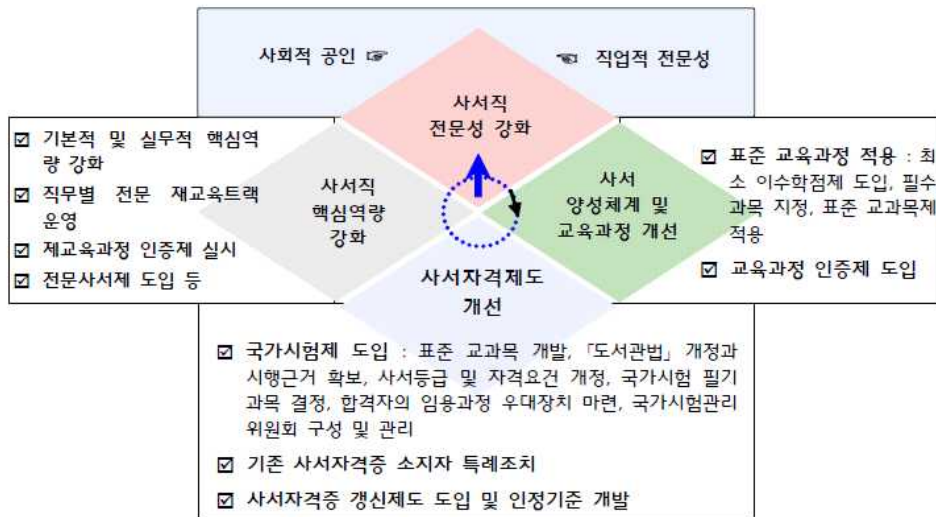 사회적 공인 ☞
☜ 직업적 전문성
사서직
전문성 강화
☑ 기본적 및 실무적 핵심역
량 강화
☑ 직무별 전문 재교육트랙
운영
☑ 제교육과정 인증제 실시
☑ 전문사서제 도입 등
사서직
핵심역량
강화
사서
양성체계 및
교육과정 개선
☑ 표준 교육과정 적용 : 최
소 이수학점제 도입, 필수
과목 지정, 표준 교과목제
적용
☑ 교육과정 인증제 도입
사서자격제도
개선
☑ 국가시험제 도입 : 표준 교과목 개발, 「도서관법」 개정과
시행근거 확보, 사서등급 및 자격요건 개정, 국가시험 필기
과목 결정, 합격자의 임용과정 우대장치 마련, 국가시험관리
위원회 구성 및 관리
☑ 기존 사서자격증 소지자 특례조치
☑ 사서자격증 갱신제도 도입 및 인정기준 개발